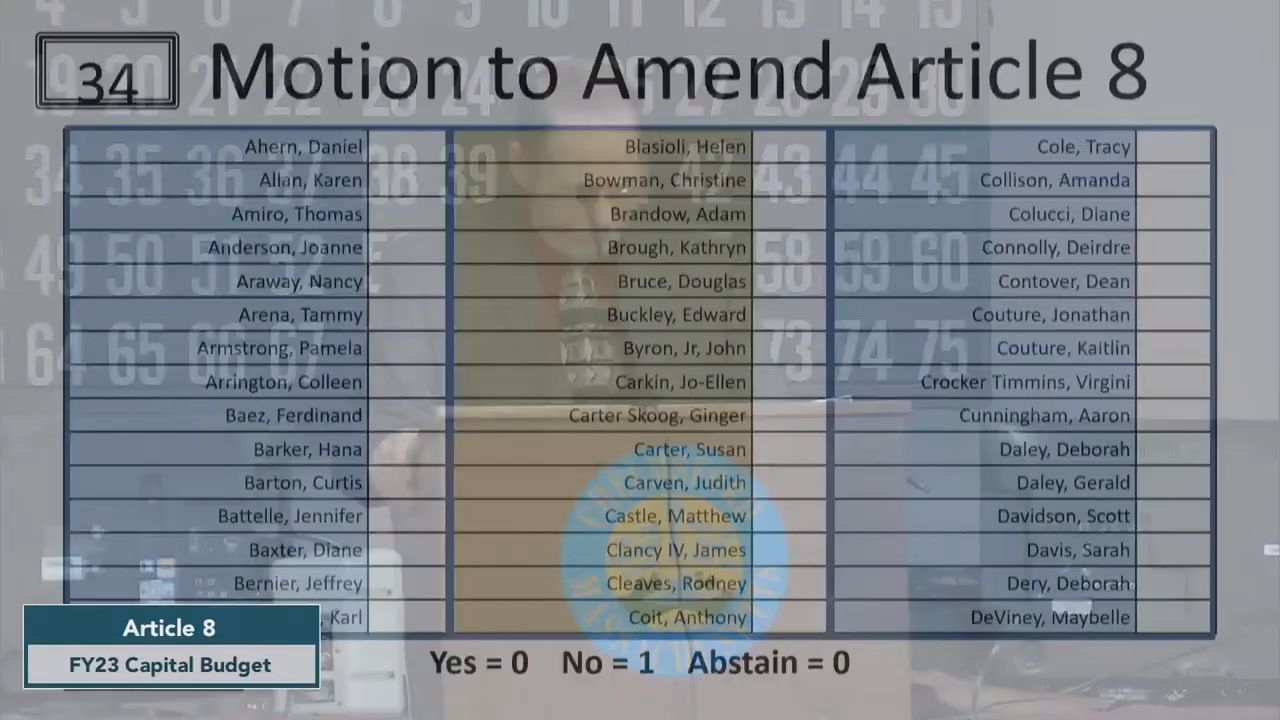 34 Motion to Amend Article 8
Ahern, Daniel
Allan, Karen
Amiro, Thomas
Anderson, Joanne
Araway, Nancy
Arena, Tammy
Armstrong, Pamela
Arrington, Colleen
Baez, Ferdinand
Barker, Hana
Barton, Curtis
Battelle, Jennifer
Baxter, Diane
Bernier, Jeffrey
, Karl
Blasioli, Helen
Bowman, Christine
Brandow, Adam
Brough, Kathryn
Bruce, Douglas
Buckley, Edward
Byron, Jr, John
Carkin, Jo-Ellen
Carter Skoog, Ginger
Carter, Susan
Carven, Judith
Castle, Matthew
Clancy IV, James
Cleaves, Rodney
Coit, Anthony
Cole, Tracy
Collison, Amanda
Colucci, Diane
Connolly, Deirdre
Contover, Dean
Couture, Jonathan
Couture, Kaitlin
Crocker Timmins, Virgini
Cunningham, Aaron
Daley, Deborah
Daley, Gerald
Davidson, Scott
Davis, Sarah
Dery, Deborah
DeViney, Maybelle
Yes = 0 No = 1 Abstain = 0
Article 8
FY23 Capital Budget